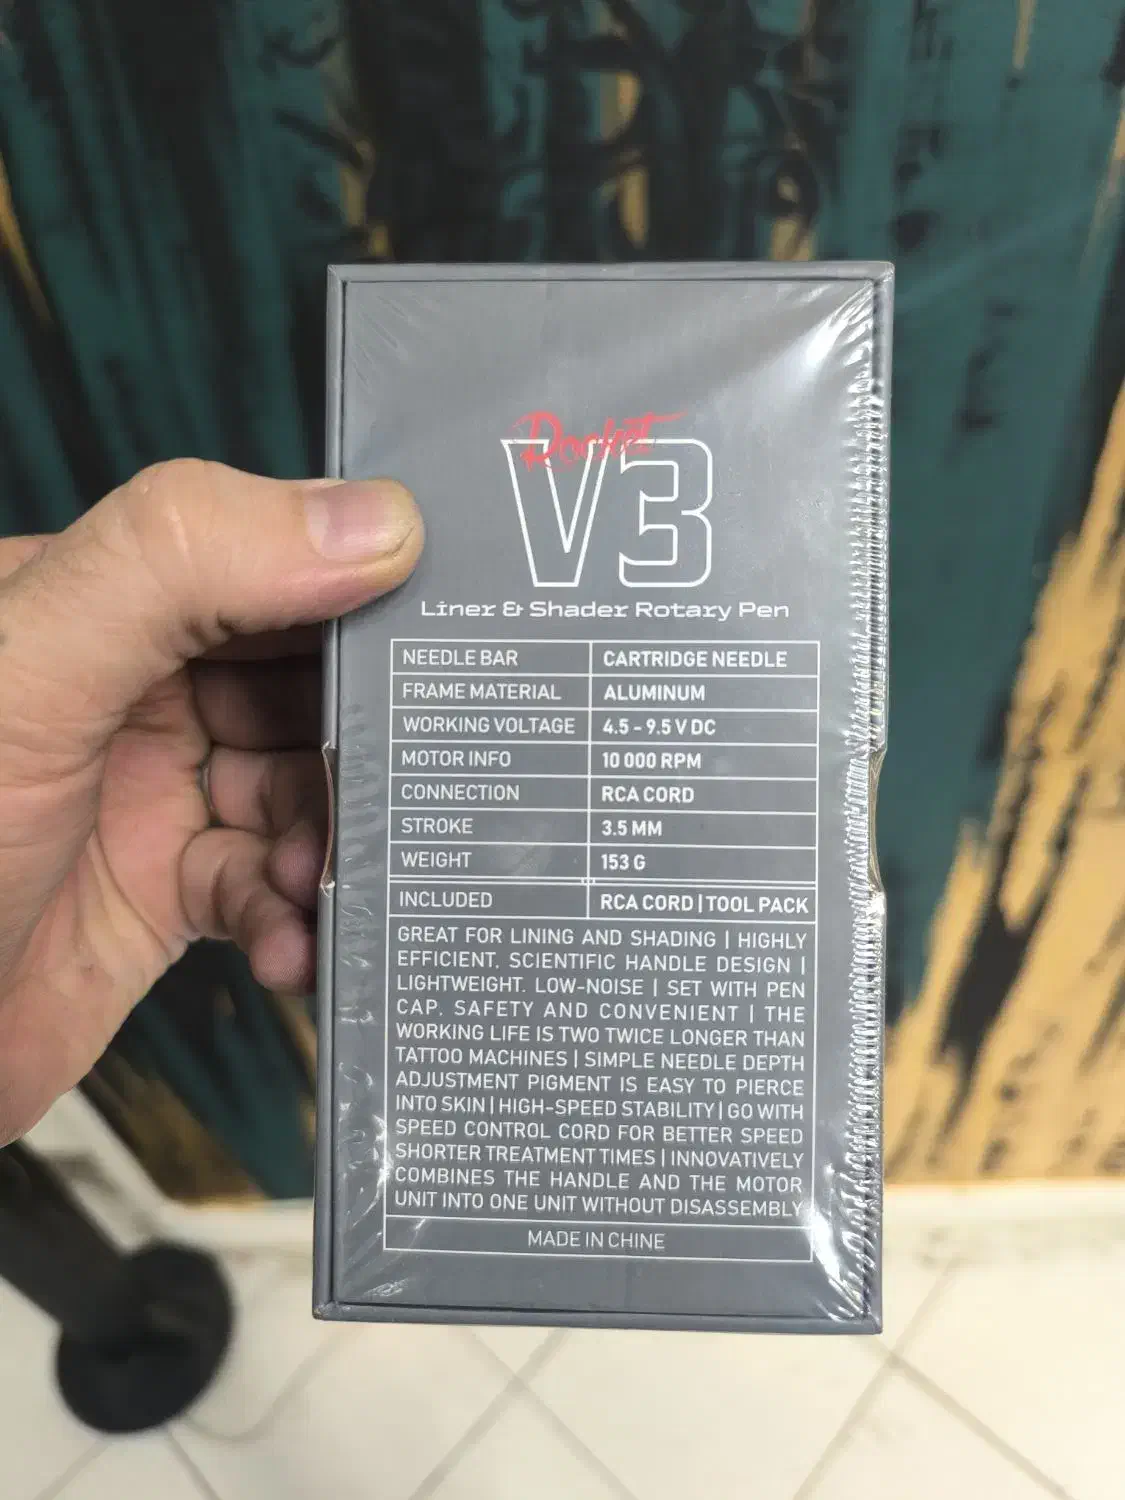 Rocket
V3
Liner & Shader Rotary Pen
NEEDLE BAR CARTRIDGE NEEDLE
FRAME MATERIAL ALUMINUM
WORKING VOLTAGE 4.5 - 9.5 V DC
MOTOR INFO 10 000 RPM
CONNECTION RCA CORD
STROKE 3.5 MM
WEIGHT 153 G
INCLUDED RCA CORD | TOOL PACK
GREAT FOR LINING AND SHADING | HIGHLY
EFFICIENT, SCIENTIFIC HANDLE DESIGN |
LIGHTWEIGHT. LOW-NOISE | SET WITH PEN
CAP. SAFETY AND CONVENIENT | THE
WORKING LIFE IS TWO TWICE LONGER THAN
TATTOO MACHINES | SIMPLE NEEDLE DEPTH
ADJUSTMENT PIGMENT IS EASY TO PIERCE
INTO SKIN | HIGH-SPEED STABILITY | GO WITH
SPEED CONTROL CORD FOR BETTER SPEED
SHORTER TREATMENT TIMES | INNOVATIVELY
COMBINES THE HANDLE AND THE MOTOR
UNIT INTO ONE UNIT WITHOUT DISASSEMBLY
MADE IN CHINE